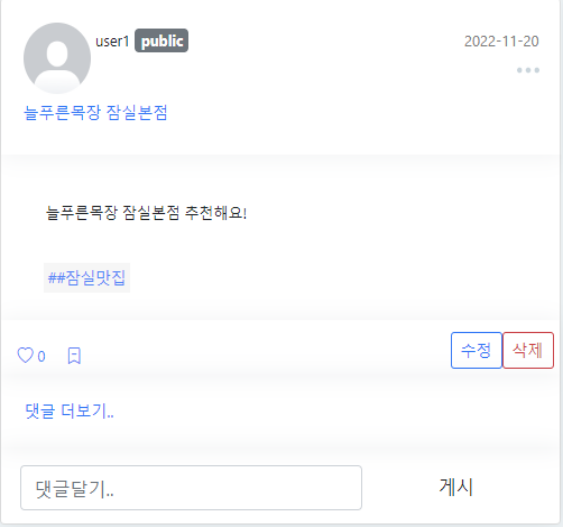 user1 public 2022-11-20
늘푸른목장 잠실본점
늘푸른목장 잠실본점 추천해요!
##잠실맛집
0 수정 삭제
댓글 더보기..
댓글달기.. 게시